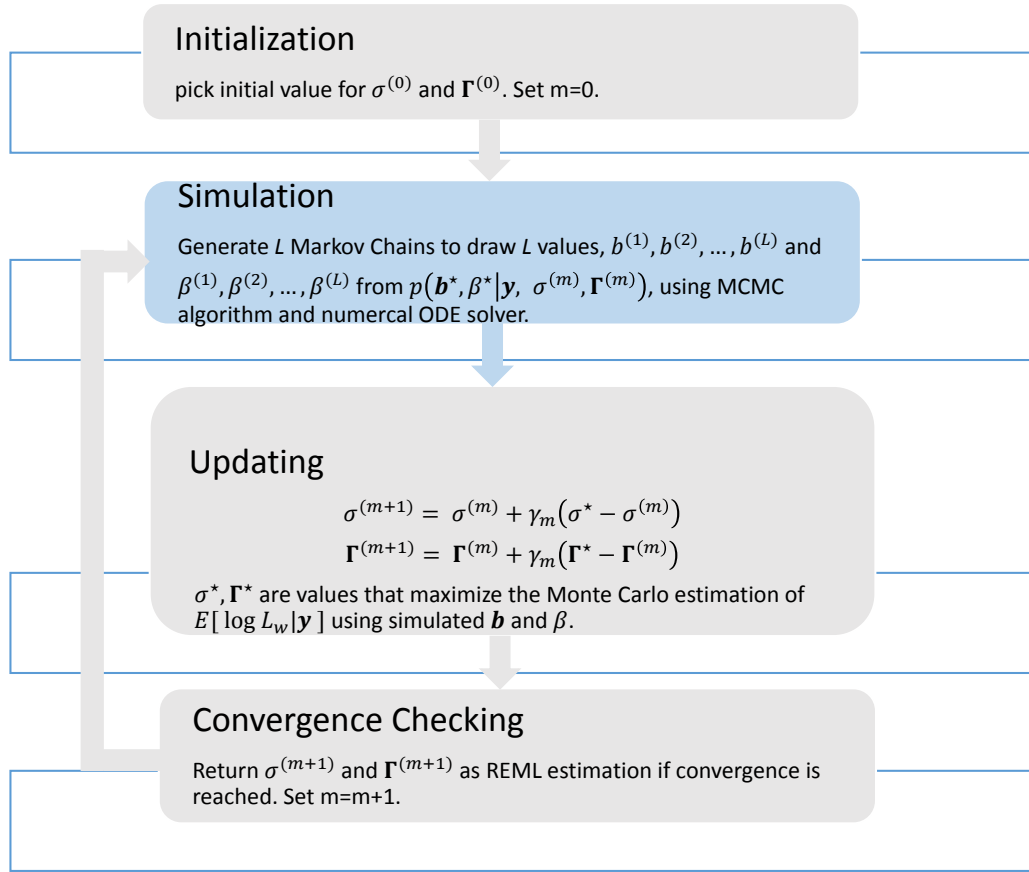 Initialization
pick initial value for σ^(0) and 𝚪^(0). Set m=0.
Simulation
Generate L Markov Chains to draw L values, b^(1), b^(2), … , b^(L) and
β^(1), β^(2), … , β^(L) from p(𝒃^⋆, β^⋆|𝒚, σ^(m), 𝚪^(m)), using MCMC
algorithm and numercal ODE solver.
Updating
σ^(m+1) = σ^(m) + γ_m(σ^⋆ − σ^(m))
𝚪^(m+1) = 𝚪^(m) + γ_m(𝚪^⋆ − 𝚪^(m))
σ^⋆, 𝚪^⋆ are values that maximize the Monte Carlo estimation of
E[ log L_w|𝒚 ] using simulated 𝒃 and β.
Convergence Checking
Return σ^(m+1) and 𝚪^(m+1) as REML estimation if convergence is
reached. Set m=m+1.